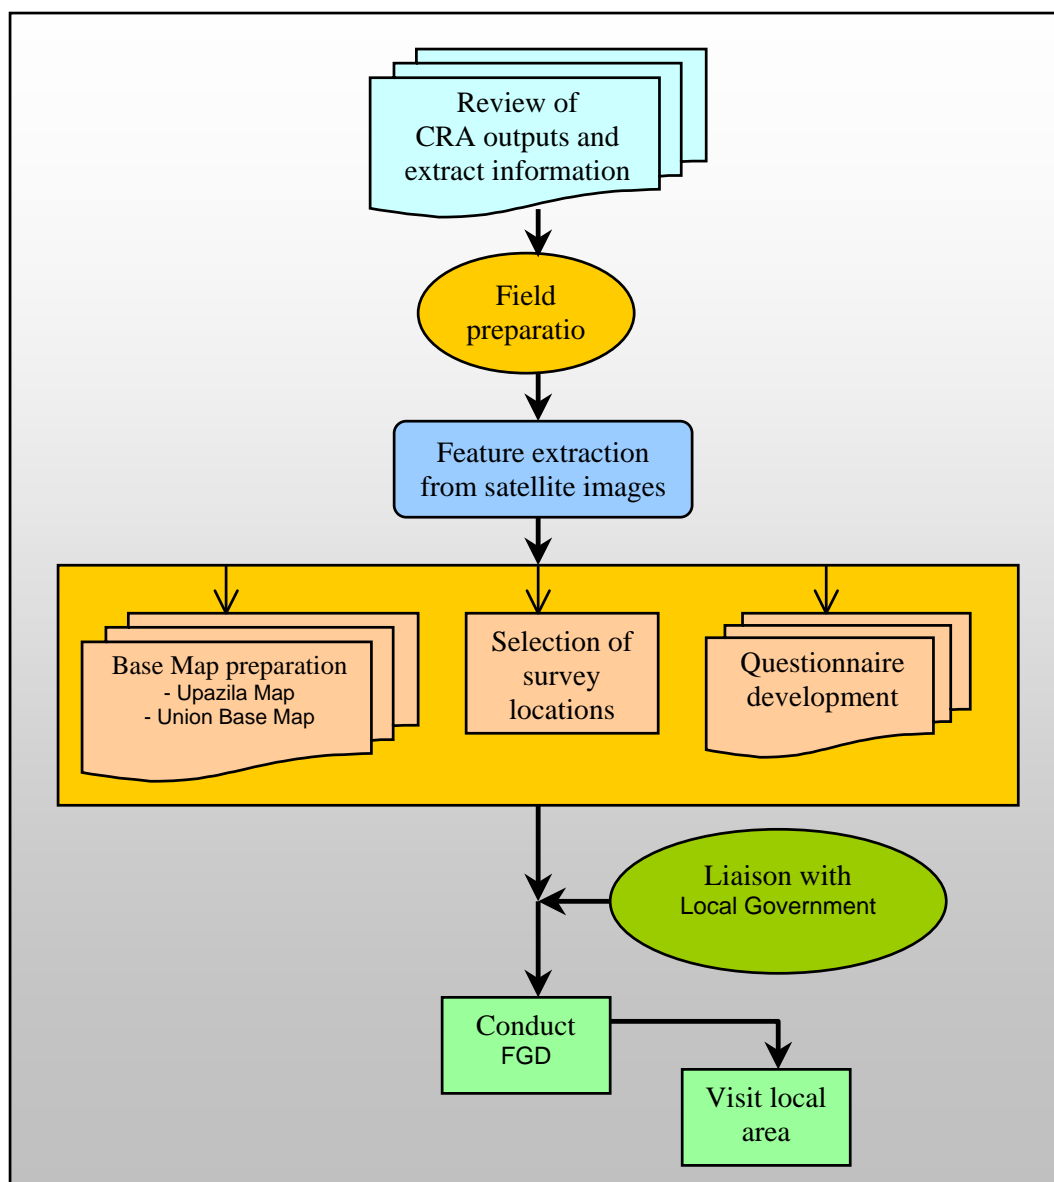 Review of
CRA outputs and
extract information
Field
preparatio
Feature extraction
from satellite images
Base Map preparation
- Upazila Map
- Union Base Map
Selection of
survey
locations
Questionnaire
development
Liaison with
Local Government
Conduct
FGD
Visit local
area